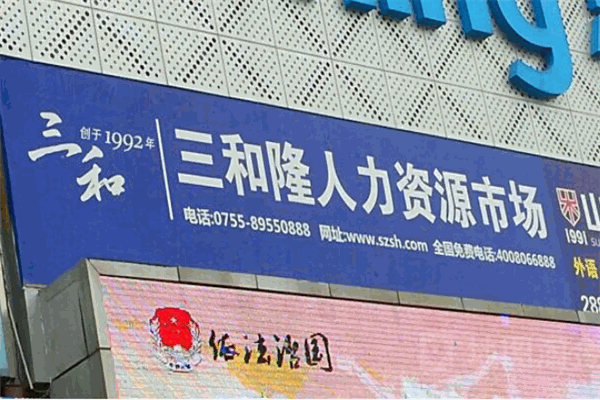 三和
创于1992年
三和隆人力资源市场
电话:0755-89550888 网址:www.szsh.com 全国免费电话:4008066888
1991
外语
依法治国